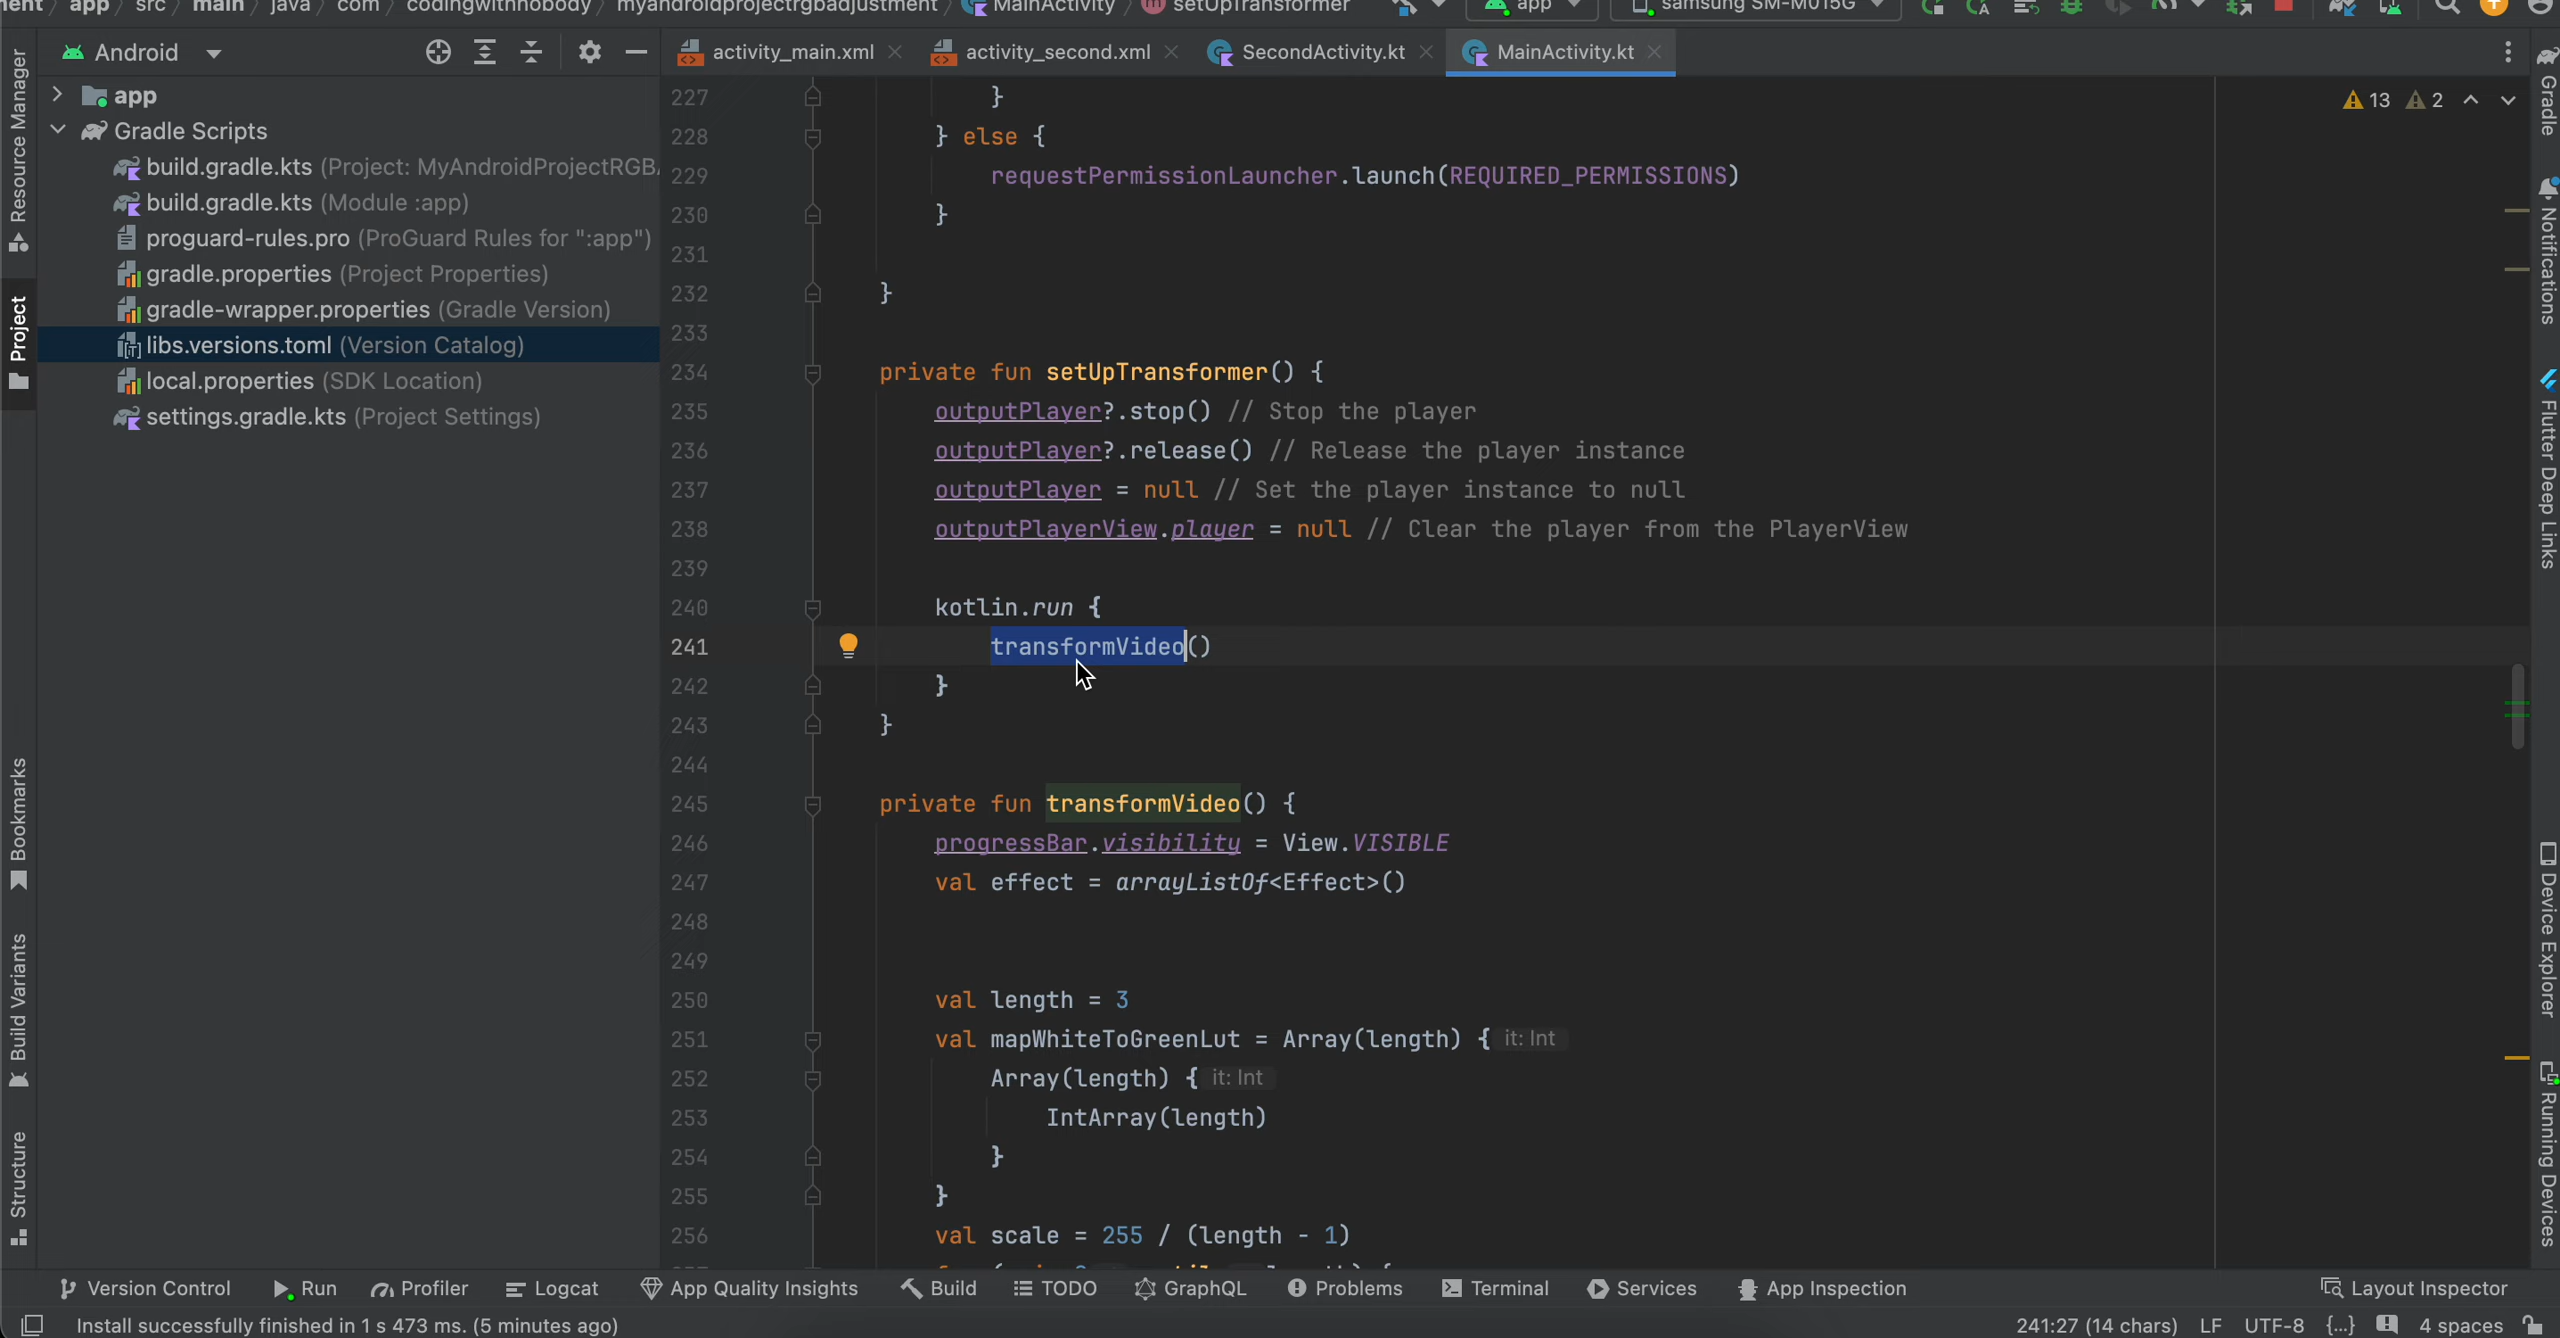 app src main java com codingwithnobody myandroidprojectrgbadjustment MainActivity setUpTransformer app samsung SM-M015G
Android
activity_main.xml activity_second.xml SecondActivity.kt MainActivity.kt
app
Gradle Scripts
build.gradle.kts (Project: MyAndroidProjectRGB
build.gradle.kts (Module :app)
proguard-rules.pro (ProGuard Rules for ":app")
gradle.properties (Project Properties)
gradle-wrapper.properties (Gradle Version)
libs.versions.toml (Version Catalog)
local.properties (SDK Location)
settings.gradle.kts (Project Settings)
Resource Manager
Project
Bookmarks
Build Variants
Structure
13 2
227 }
228 } else {
229 requestPermissionLauncher.launch(REQUIRED_PERMISSIONS)
230 }
231
232 }
233
234 private fun setUpTransformer() {
235 outputPlayer?.stop() // Stop the player
236 outputPlayer?.release() // Release the player instance
237 outputPlayer = null // Set the player instance to null
238 outputPlayerView.player = null // Clear the player from the PlayerView
239
240 kotlin.run {
241 transformVideo()
242 }
243 }
244
245 private fun transformVideo() {
246 progressBar.visibility = View.VISIBLE
247 val effect = arrayListOf<Effect>()
248
249
250 val length = 3
251 val mapWhiteToGreenLut = Array(length) { it: Int
252 Array(length) { it: Int
253 IntArray(length)
254 }
255 }
256 val scale = 255 / (length - 1)
Gradle
Notifications
Flutter Deep Links
Device Explorer
Running Devices
Version Control Run Profiler Logcat App Quality Insights Build TODO GraphQL Problems Terminal Services App Inspection Layout Inspector
Install successfully finished in 1 s 473 ms. (5 minutes ago) 241:27 (14 chars) LF UTF-8 {...} 4 spaces